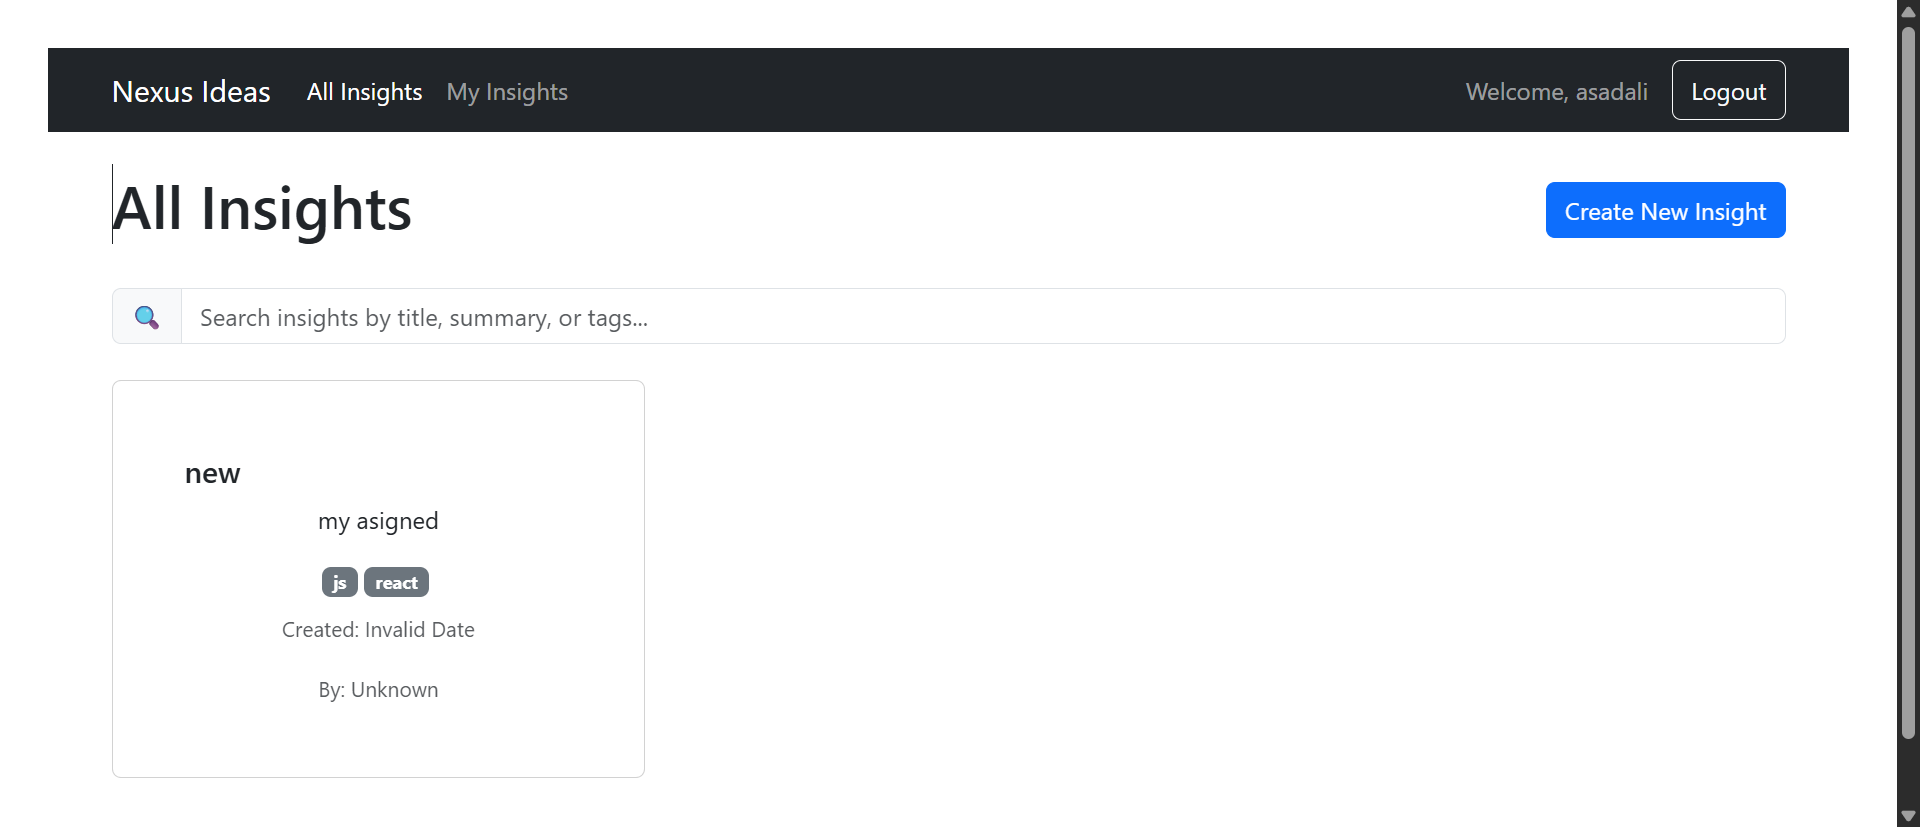 Nexus Ideas All Insights My Insights Welcome, asadali Logout
All Insights
Create New Insight
Search insights by title, summary, or tags...
new
my asigned
js react
Created: Invalid Date
By: Unknown